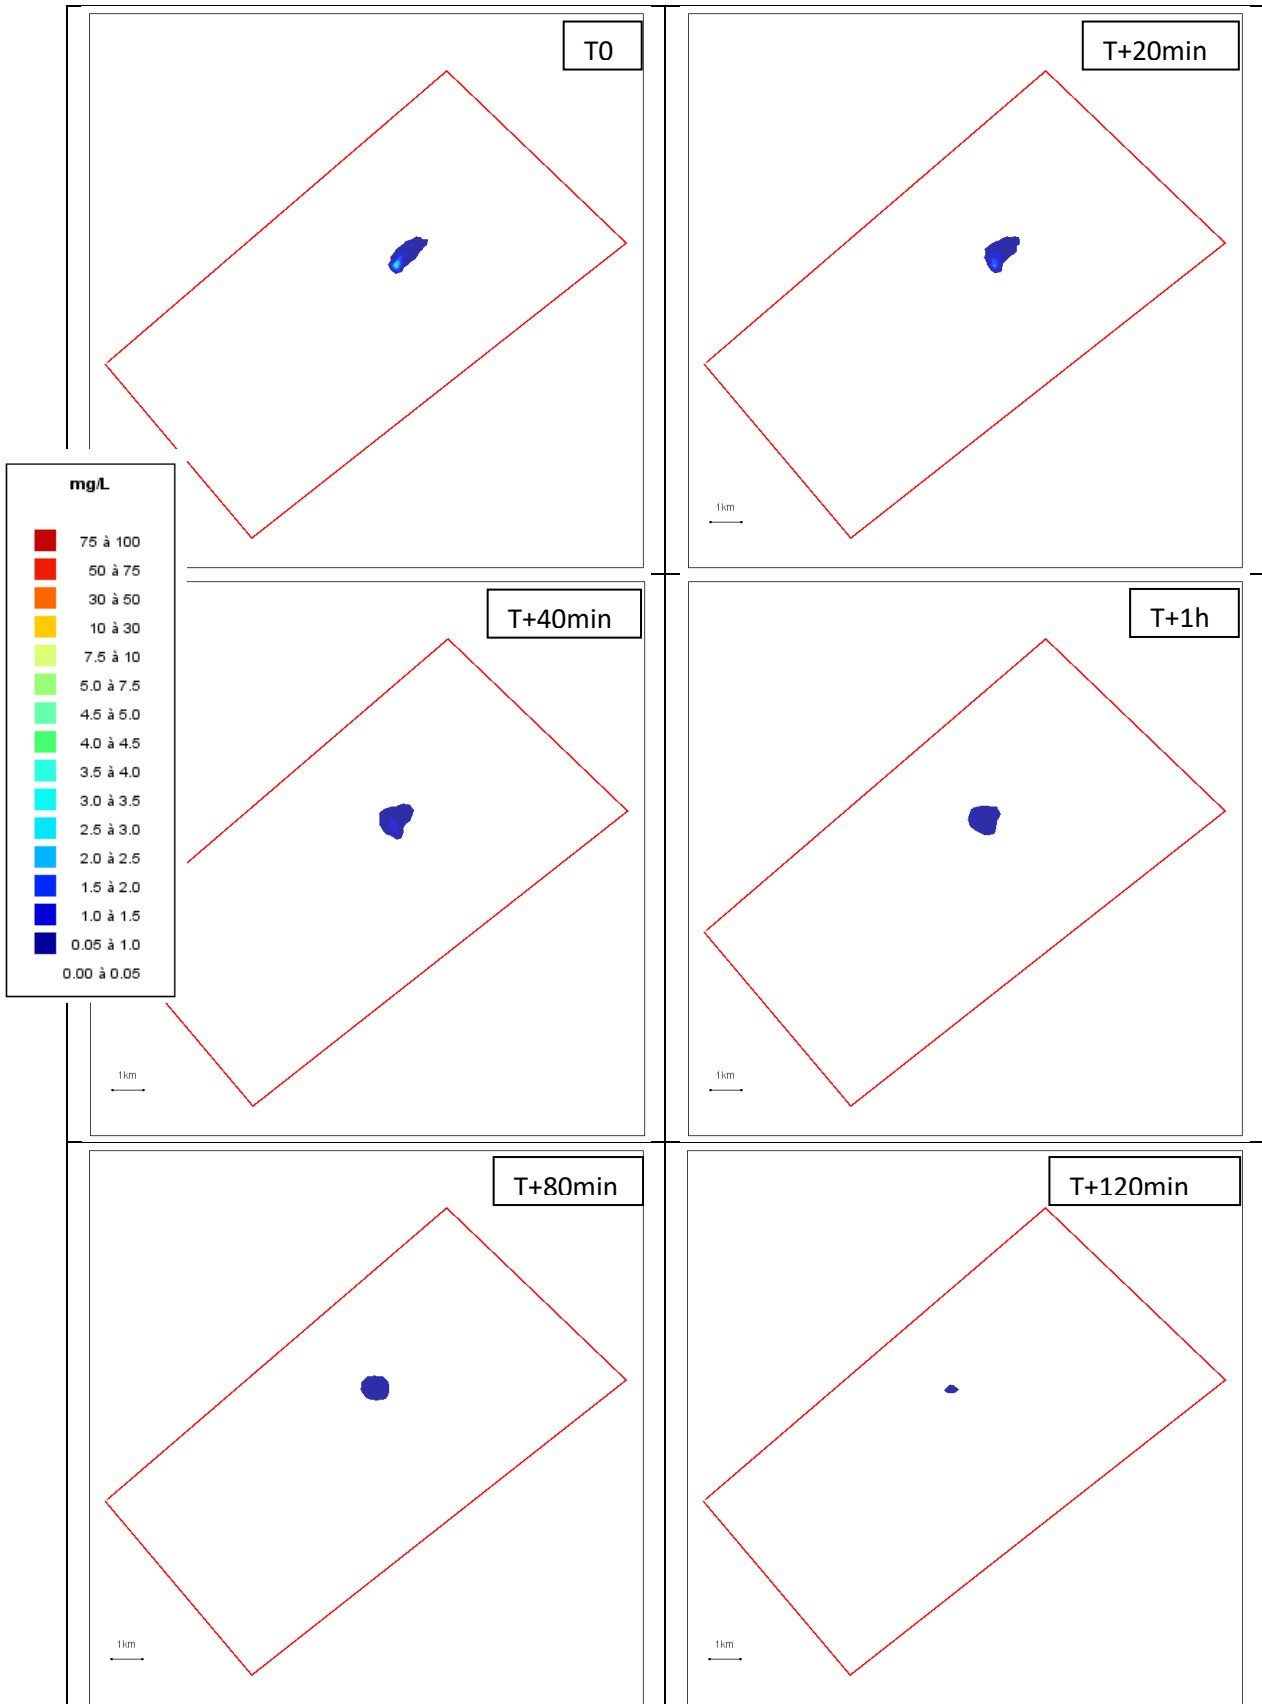 T0
T+20min
1km
mg/L
75 à 100
50 à 75
30 à 50
10 à 30
7.5 à 10
5.0 à 7.5
4.5 à 5.0
4.0 à 4.5
3.5 à 4.0
3.0 à 3.5
2.5 à 3.0
2.0 à 2.5
1.5 à 2.0
1.0 à 1.5
0.05 à 1.0
0.00 à 0.05
T+40min
1km
T+1h
1km
T+80min
1km
T+120min
1km